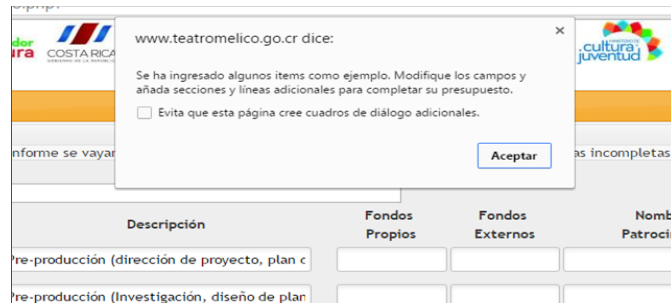 www.teatromelico.go.cr dice:
COSTA RICA
cultura
juventud
Se ha ingresado algunos items como ejemplo. Modifique los campos y
añada secciones y líneas adicionales para completar su presupuesto.
Evita que esta página cree cuadros de diálogo adicionales.
Aceptar
nforme se vayan
as incompletas
Descripción
Fondos
Propios
Fondos
Externos
Nomb
Patroci
Pre-producción (dirección de proyecto, plan d
Pre-producción (Investigación, diseño de plan